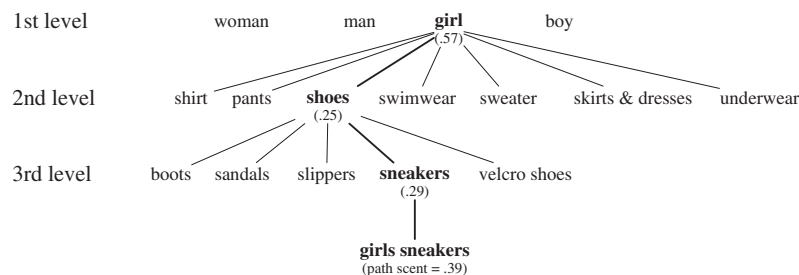 1st level woman man girl boy
(.57)
2nd level shirt pants shoes swimwear sweater skirts & dresses underwear
(.25)
3rd level boots sandals slippers sneakers velcro shoes
(.29)
girls sneakers
(path scent = .39)